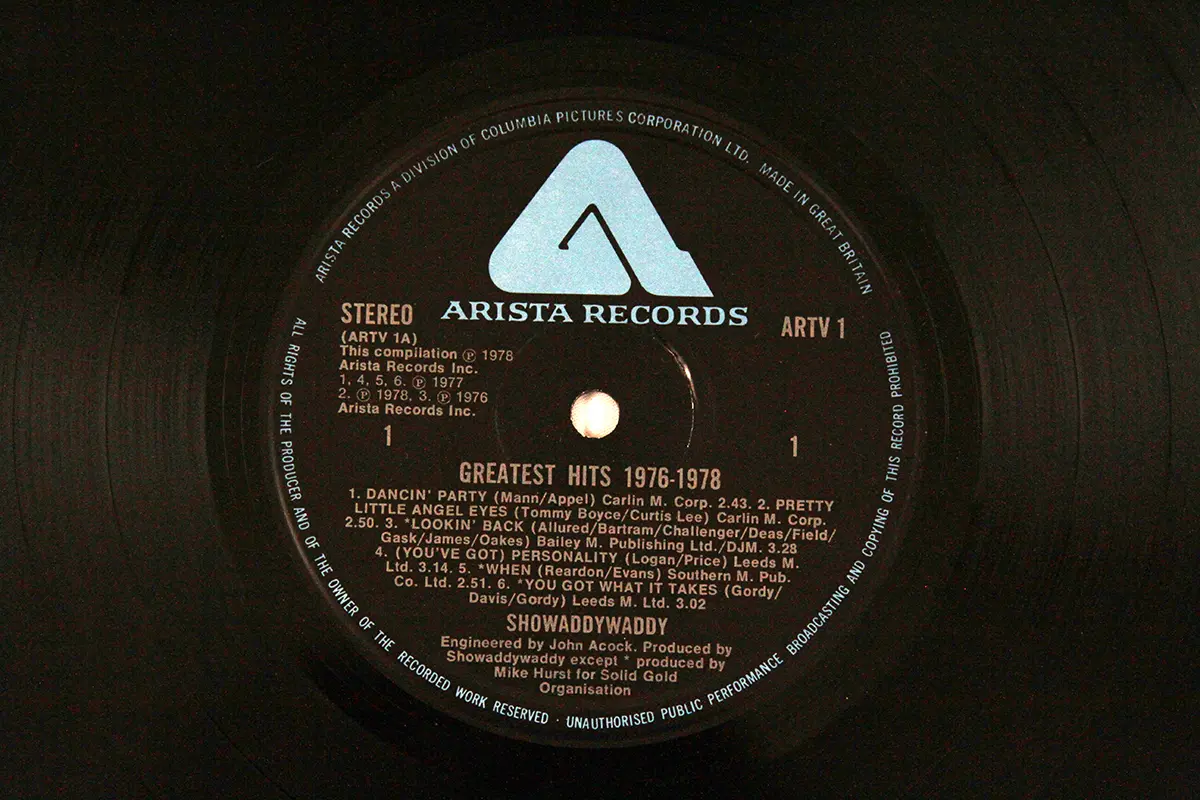 ARISTA RECORDS A DIVISION OF COLUMBIA PICTURES CORPORATION LTD. MADE IN GREAT BRITAIN
ARISTA RECORDS
STEREO
ARTV 1
(ARTV 1A)
This compilation ℗ 1978
Arista Records Inc.
1, 4, 5, 6. ℗ 1977
2. ℗ 1978, 3. ℗ 1976
Arista Records Inc.
1
1
GREATEST HITS 1976-1978
1. DANCIN' PARTY (Mann/Appel) Carlin M. Corp. 2.43. 2. PRETTY
LITTLE ANGEL EYES (Tommy Boyce/Curtis Lee) Carlin M. Corp.
2.50. 3. *LOOKIN' BACK (Allured/Bartram/Challenger/Deas/Field/
Gask/James/Oakes) Bailey M. Publishing Ltd./DJM. 3.28
4. (YOU'VE GOT) PERSONALITY (Logan/Price) Leeds M.
Ltd. 3.14. 5. *WHEN (Reardon/Evans) Southern M. Pub.
Co. Ltd. 2.51. 6. *YOU GOT WHAT IT TAKES (Gordy/
Davis/Gordy) Leeds M. Ltd. 3.02
SHOWADDYWADDY
Engineered by John Acock. Produced by
Showaddywaddy except * produced by
Mike Hurst for Solid Gold
Organisation
ALL RIGHTS OF THE PRODUCER AND OF THE OWNER OF THE RECORDED WORK RESERVED · UNAUTHORISED PUBLIC PERFORMANCE BROADCASTING AND COPYING OF THIS RECORD PROHIBITED